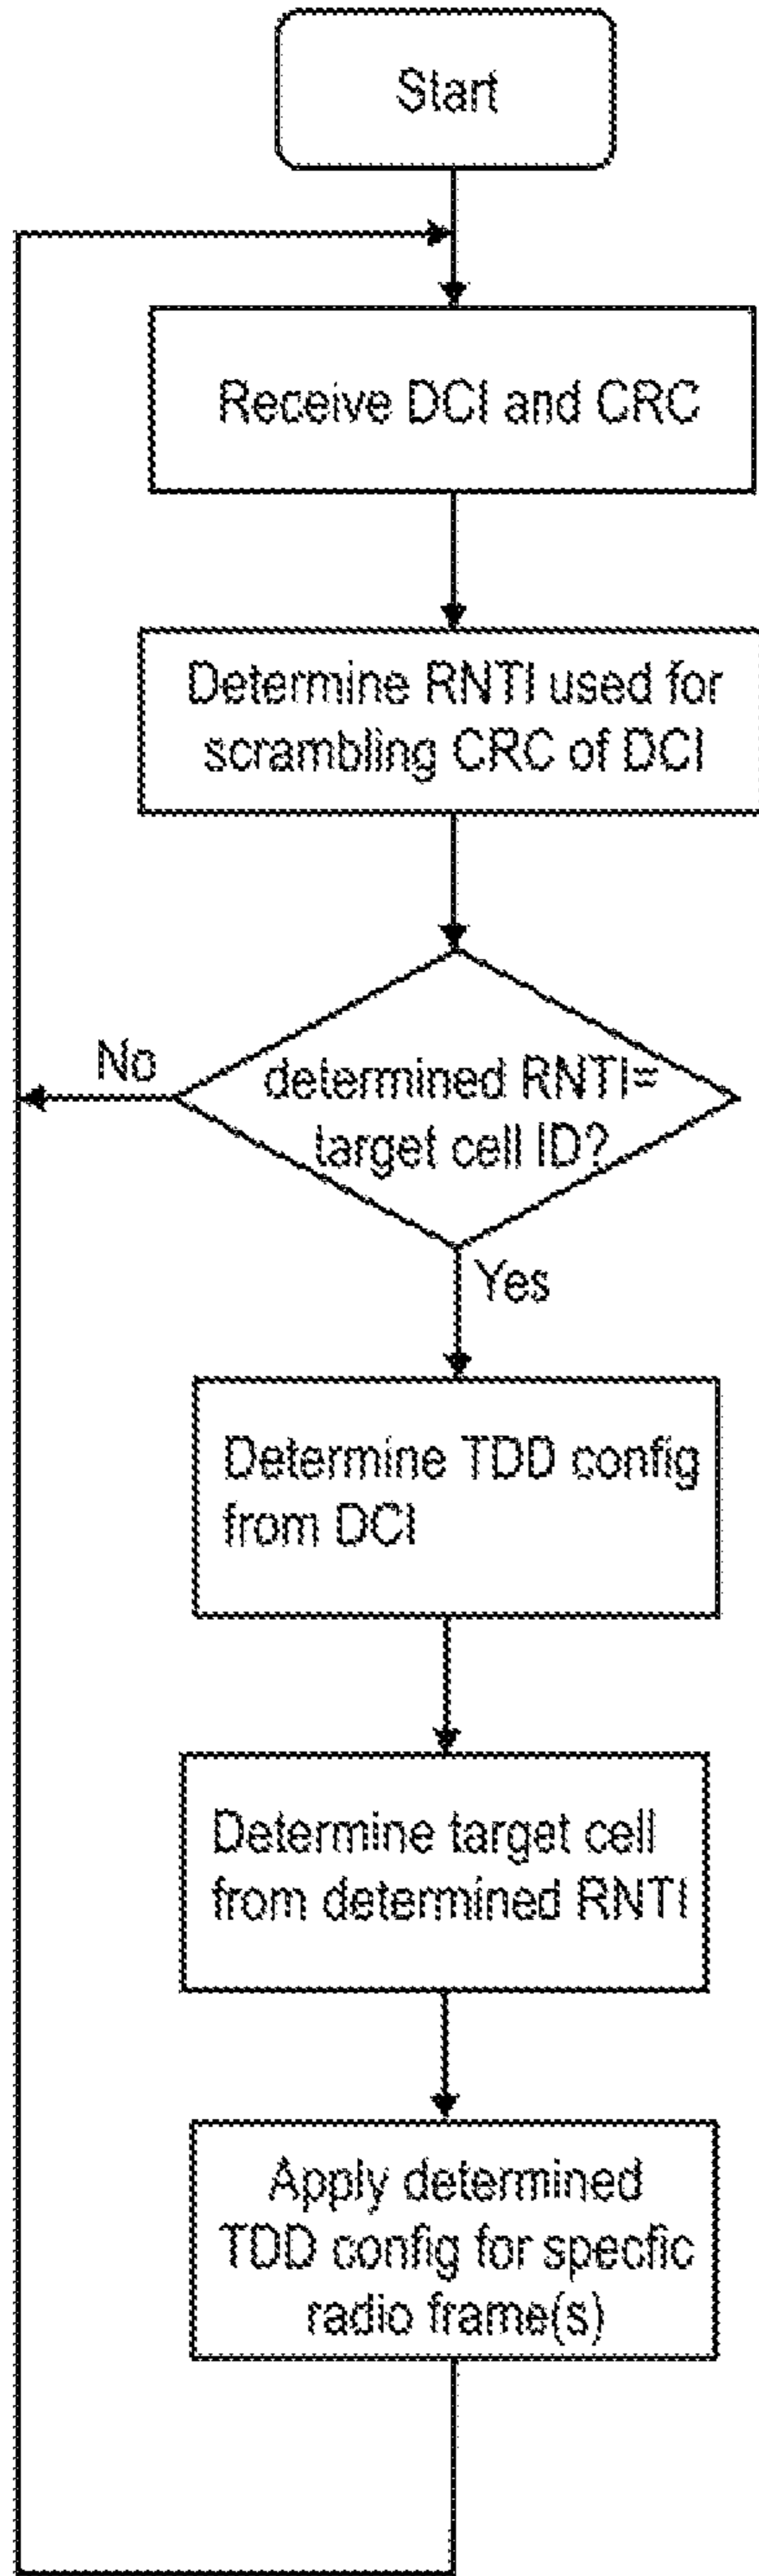 Start
Receive DCI and CRC
Determine RNTI used for
scrambling CRC of DCI
No
determined RNTI=
target cell ID?
Yes
Determine TDD config
from DCI
Determine target cell
from determined RNTI
Apply determined
TDD config for specfic
radio frame(s)